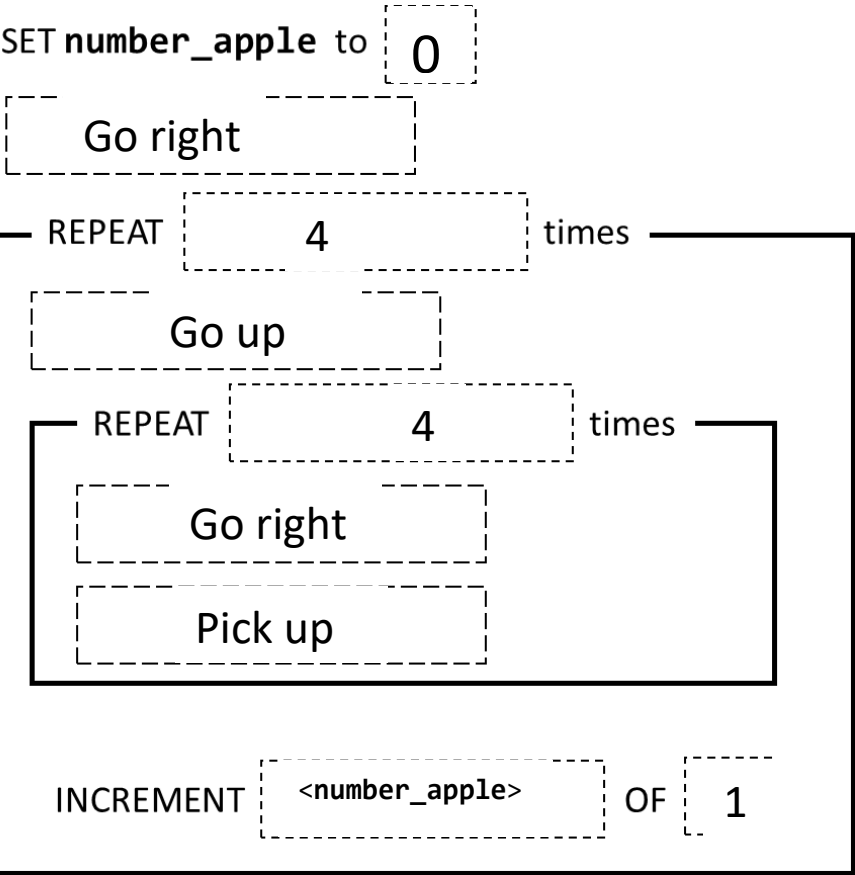 SET number_apple to 0
Go right
REPEAT 4 times
Go up
REPEAT 4 times
Go right
Pick up
INCREMENT <number_apple> OF 1